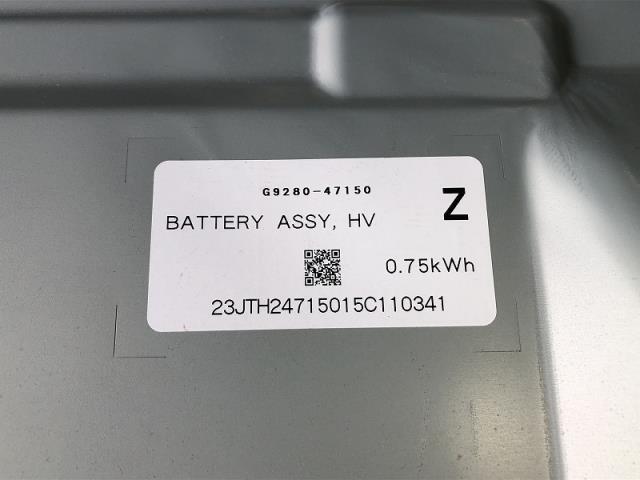 G9280-47150
Z
BATTERY ASSY, HV
0.75kWh
23JTH24715015C110341